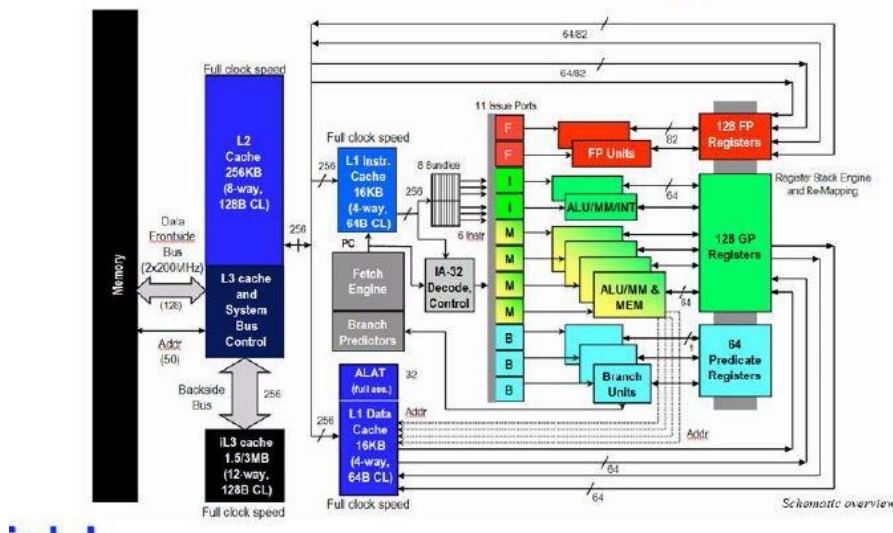 64/82
64/82
Full clock speed
L2
Cache
256KB
(8-way,
128B CL)
L3 cache
and
System
Bus
Control
Memory
Data
Frontside
Bus
(2x200MHz)
(128)
Addr
(50)
Backside
Bus
256
iL3 cache
1.5/3MB
(12-way,
128B CL)
Full clock speed
256
256
Full clock speed
L1 Instr.
Cache
16KB
(4-way,
64B CL)
256
8 Bundles
6 Instr
PC
Fetch
Engine
Branch
Predictors
IA-32
Decode,
Control
ALAT
(full ass.)
32
L1 Data
Cache
16KB
(4-way,
64B CL)
Full clock speed
256
Addr
11 Issue Ports
F
F
I
I
M
M
M
M
B
B
B
FP Units
82
ALU/MM/INT
64
ALU/MM &
MEM
64
Branch
Units
1
Addr
128 FP
Registers
Register Stack Engine
and Re-Mapping
128 GP
Registers
64
Predicate
Registers
64
64
Schematic overview